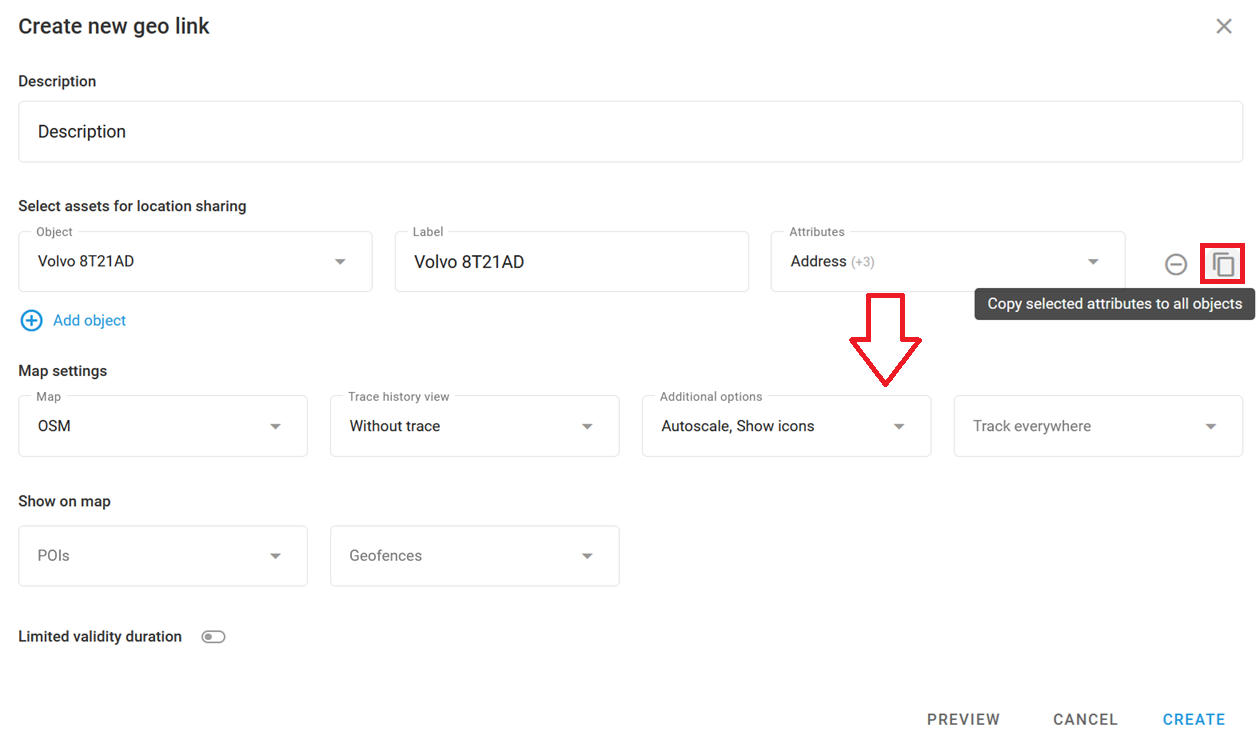 Create new geo link
Description
Description
Select assets for location sharing
Object
Volvo 8T21AD
Label
Volvo 8T21AD
Attributes
Address (+3)
Copy selected attributes to all objects
Add object
Map settings
Map
OSM
Trace history view
Without trace
Additional options
Autoscale, Show icons
Track everywhere
Show on map
POIs
Geofences
Limited validity duration
PREVIEW
CANCEL
CREATE